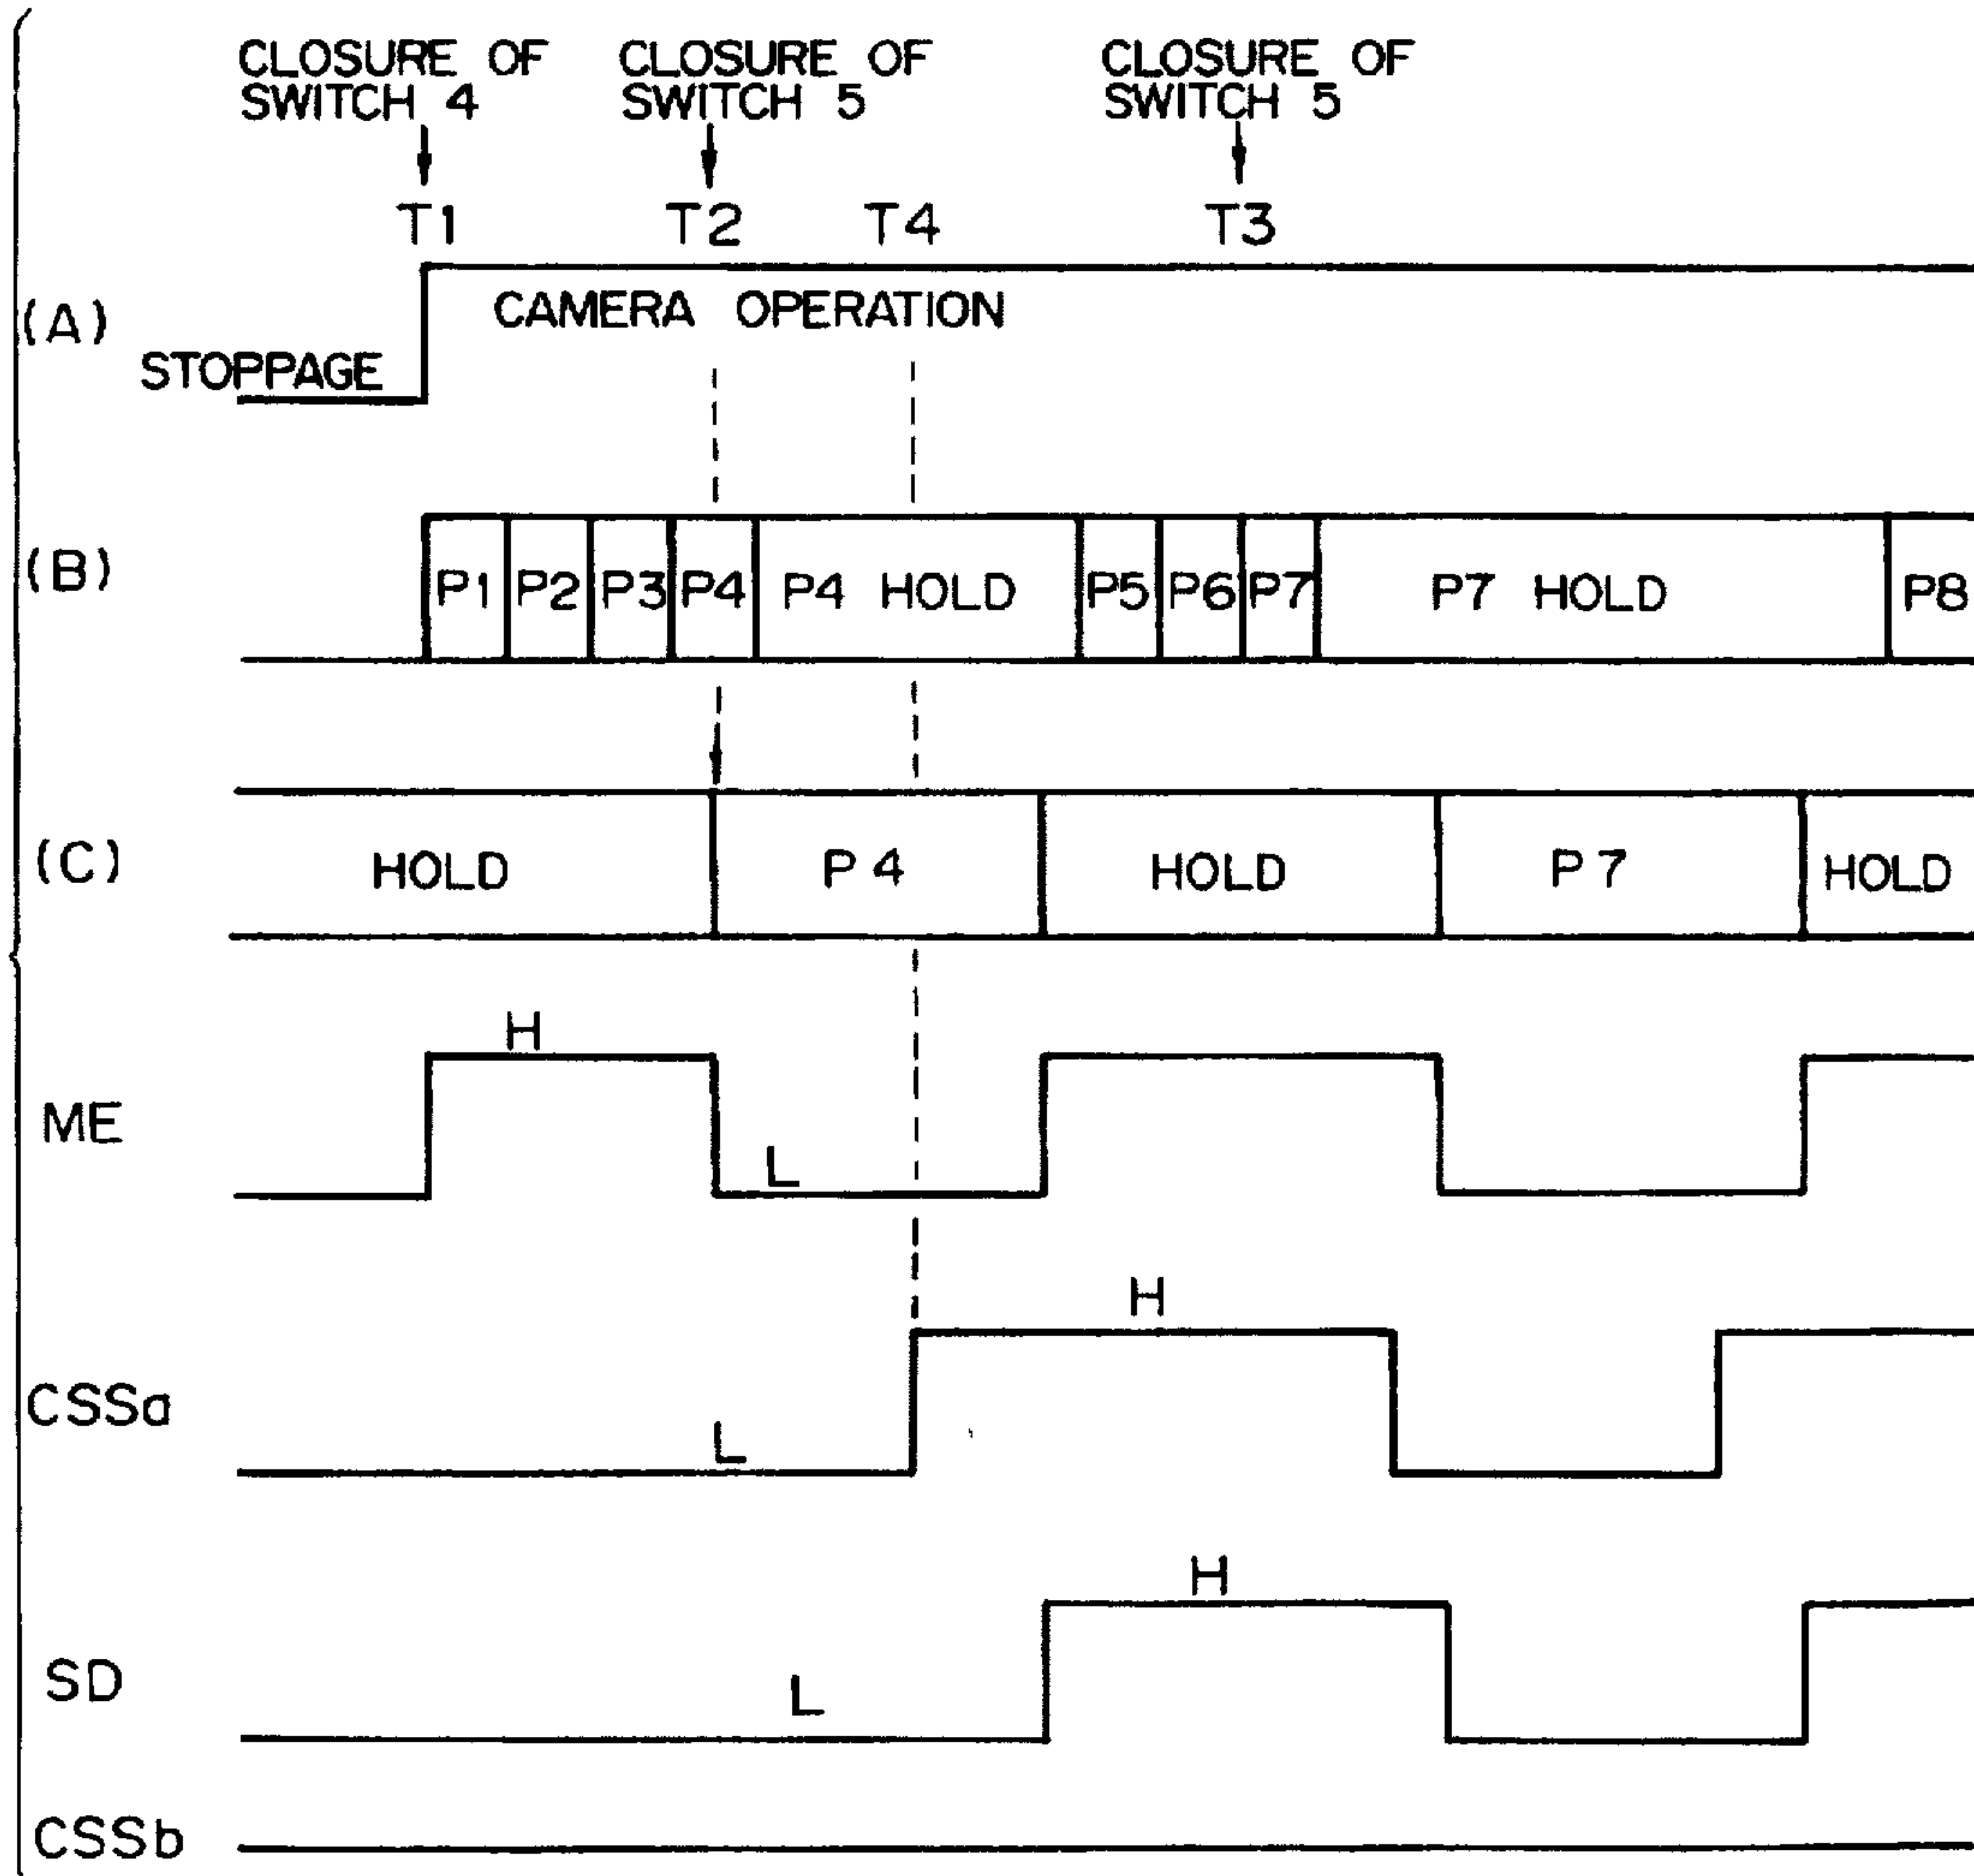 CLOSURE OF
SWITCH 4
CLOSURE OF
SWITCH 5
CLOSURE OF
SWITCH 5
T1 T2 T4 T3
(A)
CAMERA OPERATION
STOPPAGE
(B)
P1 P2 P3 P4 P4 HOLD P5 P6 P7 P7 HOLD P8
(C)
HOLD P4 HOLD P7 HOLD
H
ME
L
H
CSSa
L
H
SD
L
CSSb